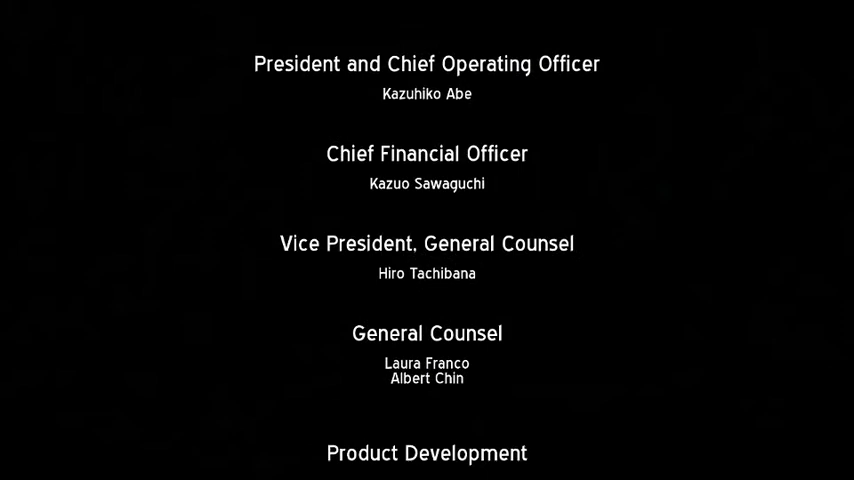 President and Chief Operating Officer
Kazuhiko Abe
Chief Financial Officer
Kazuo Sawaguchi
Vice President, General Counsel
Hiro Tachibana
General Counsel
Laura Franco
Albert Chin
Product Development